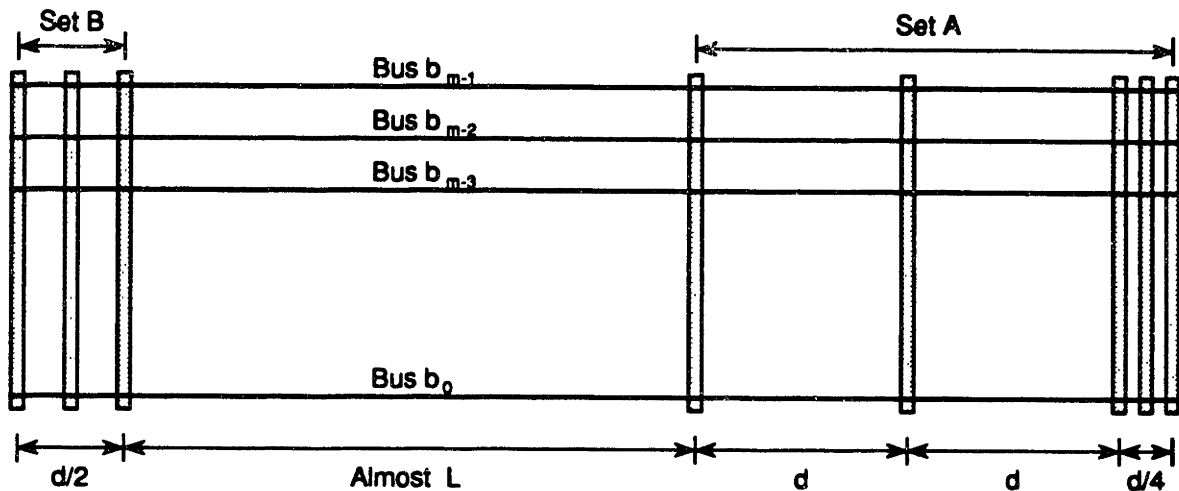 Set B
Set A
Bus b m-1
Bus b m-2
Bus b m-3
Bus b 0
d/2
Almost L
d
d
d/4